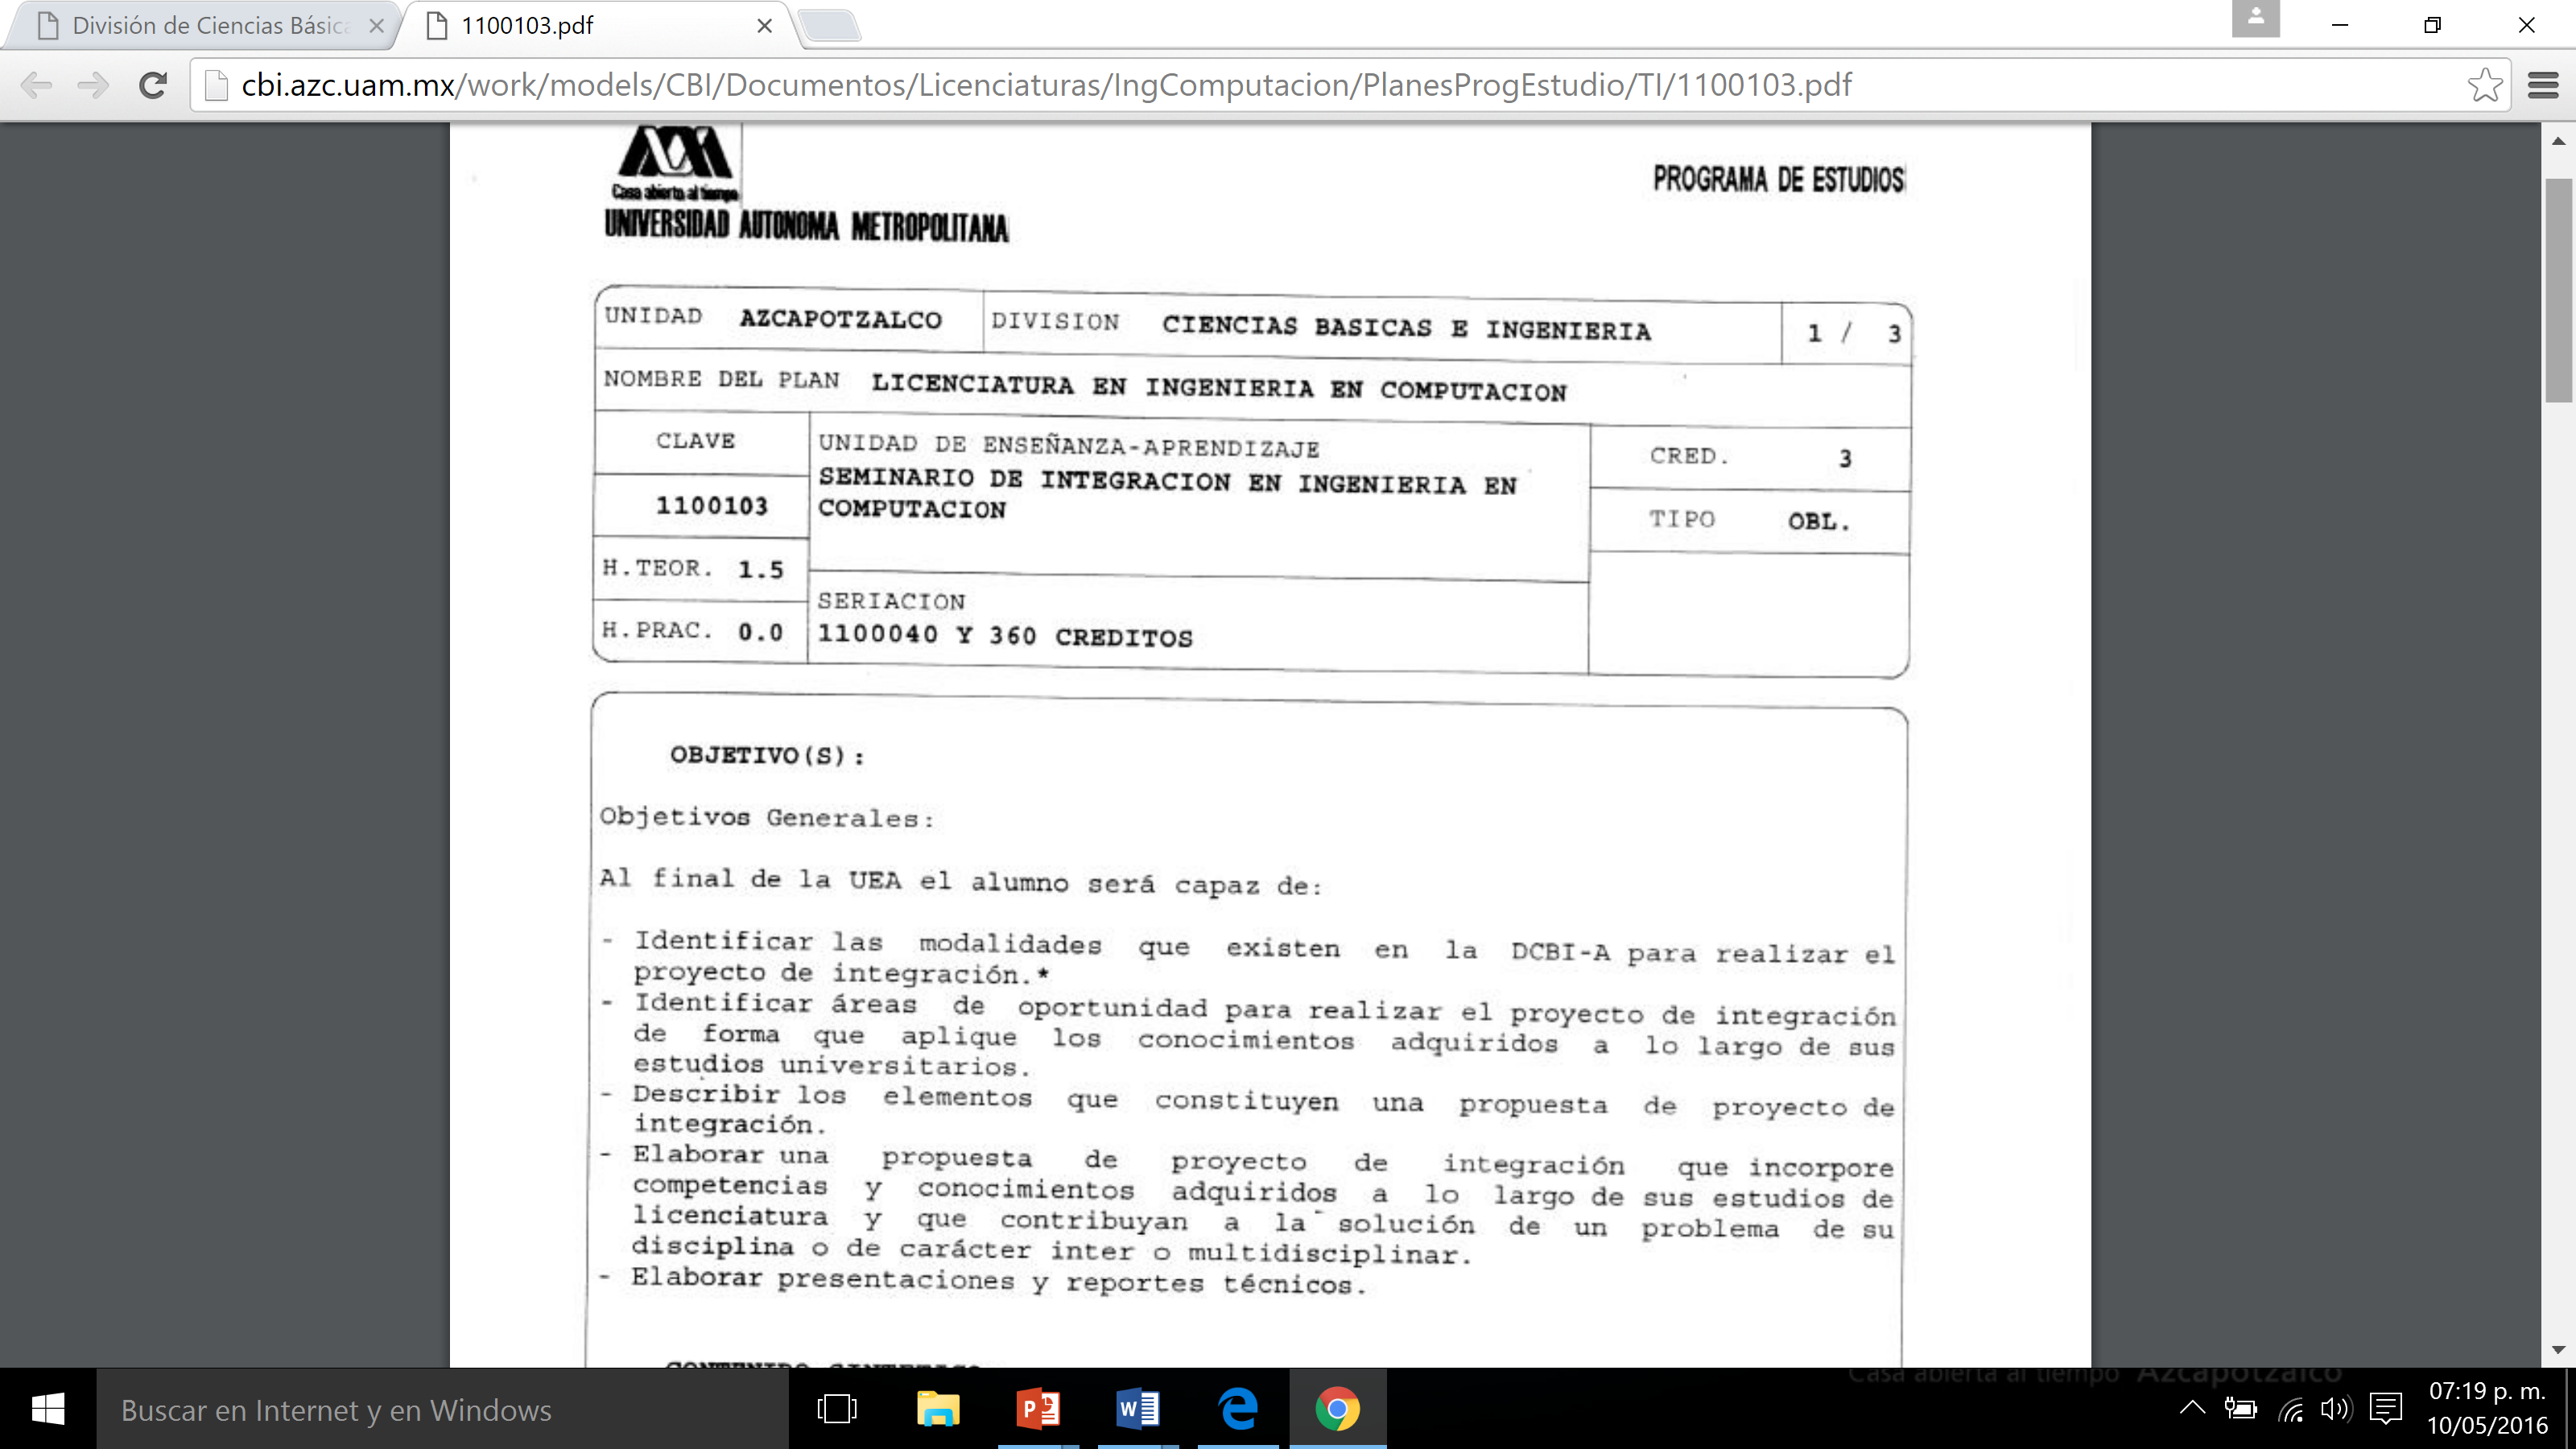 División de Ciencias Básica
1100103.pdf
cbi.azc.uam.mx/work/models/CBI/Documentos/Licenciaturas/IngComputacion/PlanesProgEstudio/TI/1100103.pdf
Casa abierta al tiempo
UNIVERSIDAD AUTONOMA METROPOLITANA
PROGRAMA DE ESTUDIOS
UNIDAD AZCAPOTZALCO DIVISION CIENCIAS BASICAS E INGENIERIA 1 / 3
NOMBRE DEL PLAN LICENCIATURA EN INGENIERIA EN COMPUTACION
CLAVE
1100103
UNIDAD DE ENSEÑANZA-APRENDIZAJE
SEMINARIO DE INTEGRACION EN INGENIERIA EN
COMPUTACION
CRED. 3
TIPO OBL.
H.TEOR. 1.5
H.PRAC. 0.0
SERIACION
1100040 Y 360 CREDITOS
OBJETIVO(S):
Objetivos Generales:
Al final de la UEA el alumno será capaz de:
- Identificar las modalidades que existen en la DCBI-A para realizar el
proyecto de integración.*
- Identificar áreas de oportunidad para realizar el proyecto de integración
de forma que aplique los conocimientos adquiridos a lo largo de sus
estudios universitarios.
- Describir los elementos que constituyen una propuesta de proyecto de
integración.
- Elaborar una propuesta de proyecto de integración que incorpore
competencias y conocimientos adquiridos a lo largo de sus estudios de
licenciatura y que contribuyan a la solución de un problema de su
disciplina o de carácter inter o multidisciplinar.
- Elaborar presentaciones y reportes técnicos.
CONTENIDO SINTETICO
Casa abierta al tiempo Azcapotzalco
Buscar en Internet y en Windows
07:19 p. m.
10/05/2016